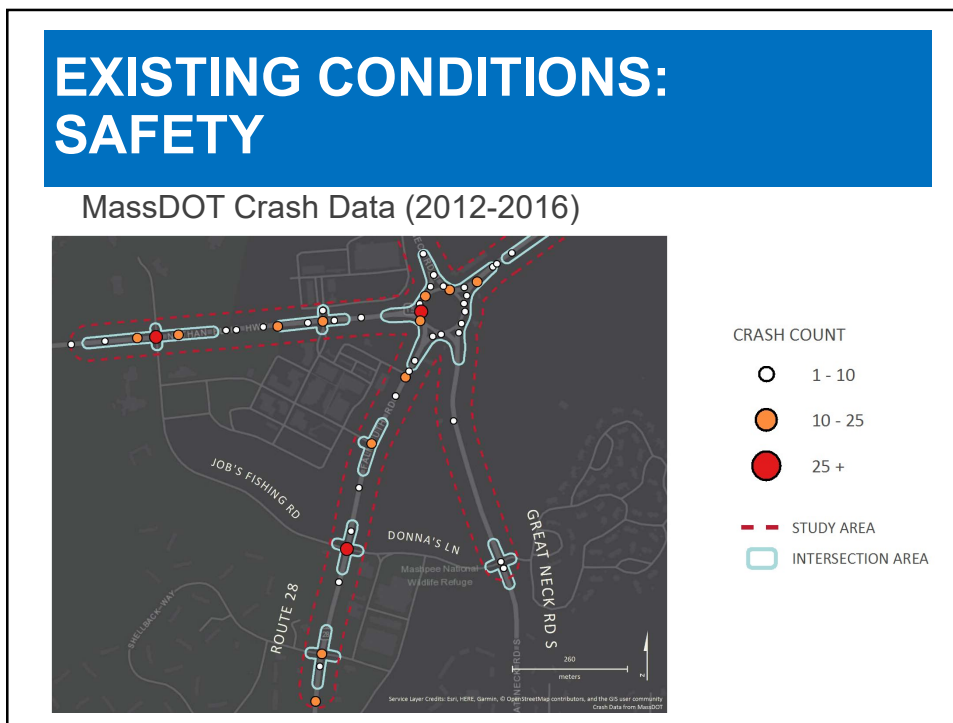 EXISTING CONDITIONS:
SAFETY
MassDOT Crash Data (2012-2016)
JOB'S FISHING RD
DONNA'S LN
Mashpee National
Wildlife Refuge
GREAT NECK RD S
ROUTE 28
SHELLBACK-WAY
260
meters
z
Service Layer Credits: Esri, HERE, Garmin, © OpenStreetMap contributors, and the GIS user community
Crash Data from MassDOT
CRASH COUNT
1 - 10
10 - 25
25 +
STUDY AREA
INTERSECTION AREA